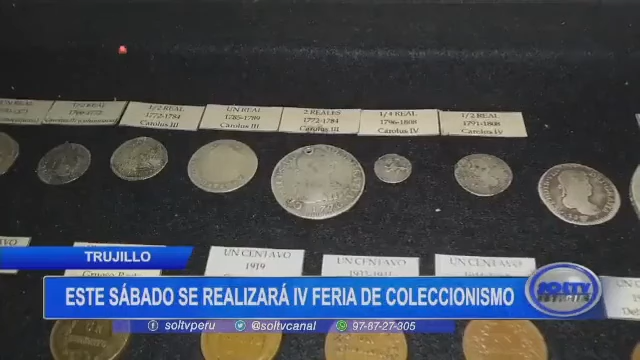 1/2 REAL
1772-1784
Carolus III
UN REAL
1785-1789
Carolus III
2 REALES
1772-1784
Carolus III
1/4 REAL
1796-1808
Carolus IV
1/2 REAL
1791-1808
Carolus IV
UN CENTAVO
1919
UN CENTAVO
UN CENTAVO
TRUJILLO
ESTE SÁBADO SE REALIZARÁ IV FERIA DE COLECCIONISMO
SOLTV
soltvperu
@soltvcanal
97-87-27-305
UN